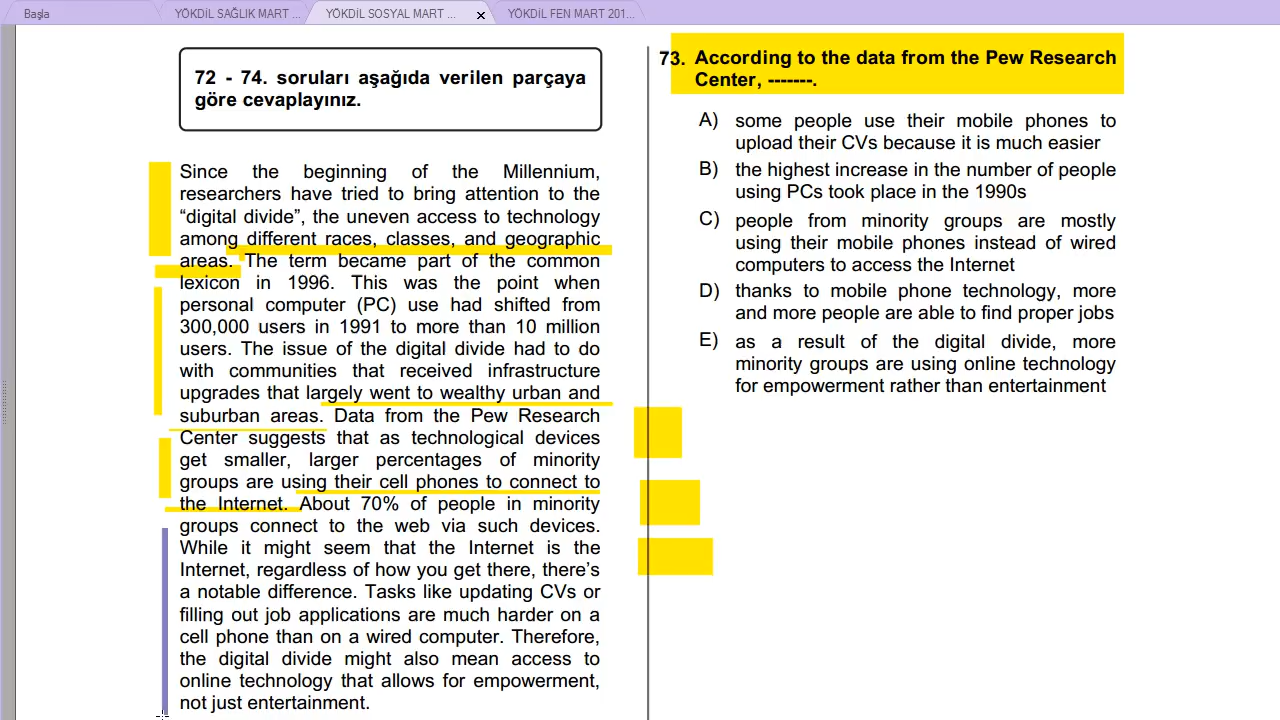 Başla
YÖKDİL SAĞLIK MART ...
YÖKDİL SOSYAL MART ...
YÖKDİL FEN MART 201...
72 - 74. soruları aşağıda verilen parçaya
göre cevaplayınız.
Since the beginning of the Millennium,
researchers have tried to bring attention to the
“digital divide”, the uneven access to technology
among different races, classes, and geographic
areas. The term became part of the common
lexicon in 1996. This was the point when
personal computer (PC) use had shifted from
300,000 users in 1991 to more than 10 million
users. The issue of the digital divide had to do
with communities that received infrastructure
upgrades that largely went to wealthy urban and
suburban areas. Data from the Pew Research
Center suggests that as technological devices
get smaller, larger percentages of minority
groups are using their cell phones to connect to
the Internet. About 70% of people in minority
groups connect to the web via such devices.
While it might seem that the Internet is the
Internet, regardless of how you get there, there’s
a notable difference. Tasks like updating CVs or
filling out job applications are much harder on a
cell phone than on a wired computer. Therefore,
the digital divide might also mean access to
online technology that allows for empowerment,
not just entertainment.
73. According to the data from the Pew Research
Center, -------.
A) some people use their mobile phones to
upload their CVs because it is much easier
B) the highest increase in the number of people
using PCs took place in the 1990s
C) people from minority groups are mostly
using their mobile phones instead of wired
computers to access the Internet
D) thanks to mobile phone technology, more
and more people are able to find proper jobs
E) as a result of the digital divide, more
minority groups are using online technology
for empowerment rather than entertainment